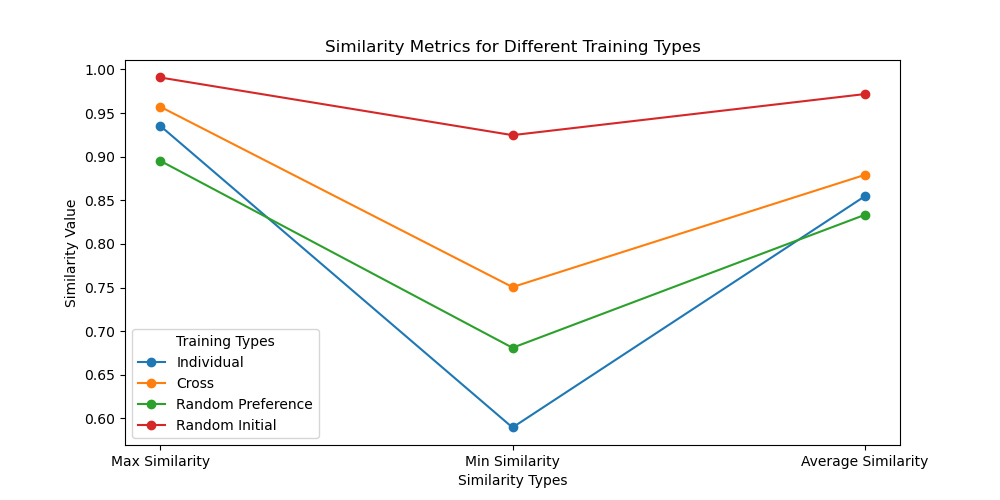 Similarity Metrics for Different Training Types
Similarity Value
1.00
0.95
0.90
0.85
0.80
0.75
0.70
0.65
0.60
Training Types
Individual
Cross
Random Preference
Random Initial
Max Similarity
Min Similarity
Average Similarity
Similarity Types